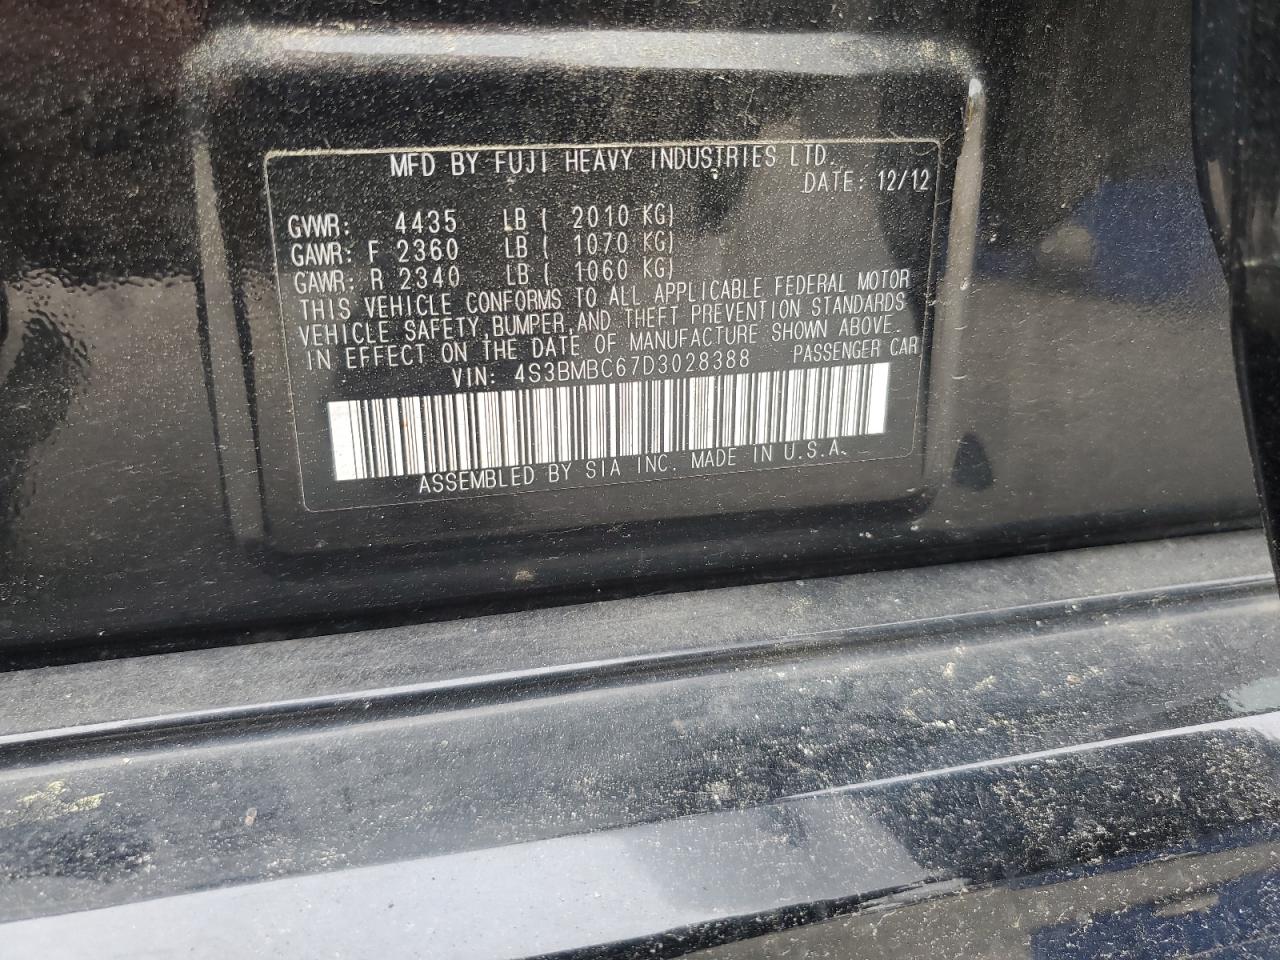 MFD BY FUJI HEAVY INDUSTRIES LTD.
DATE: 12/12
GVWR: 4435 LB ( 2010 KG)
GAWR: F 2360 LB ( 1070 KG)
GAWR: R 2340 LB ( 1060 KG)
THIS VEHICLE CONFORMS TO ALL APPLICABLE FEDERAL MOTOR
VEHICLE SAFETY,BUMPER,AND THEFT PREVENTION STANDARDS
IN EFFECT ON THE DATE OF MANUFACTURE SHOWN ABOVE.
VIN: 4S3BMBC67D3028388 PASSENGER CAR
ASSEMBLED BY SIA INC. MADE IN U.S.A.